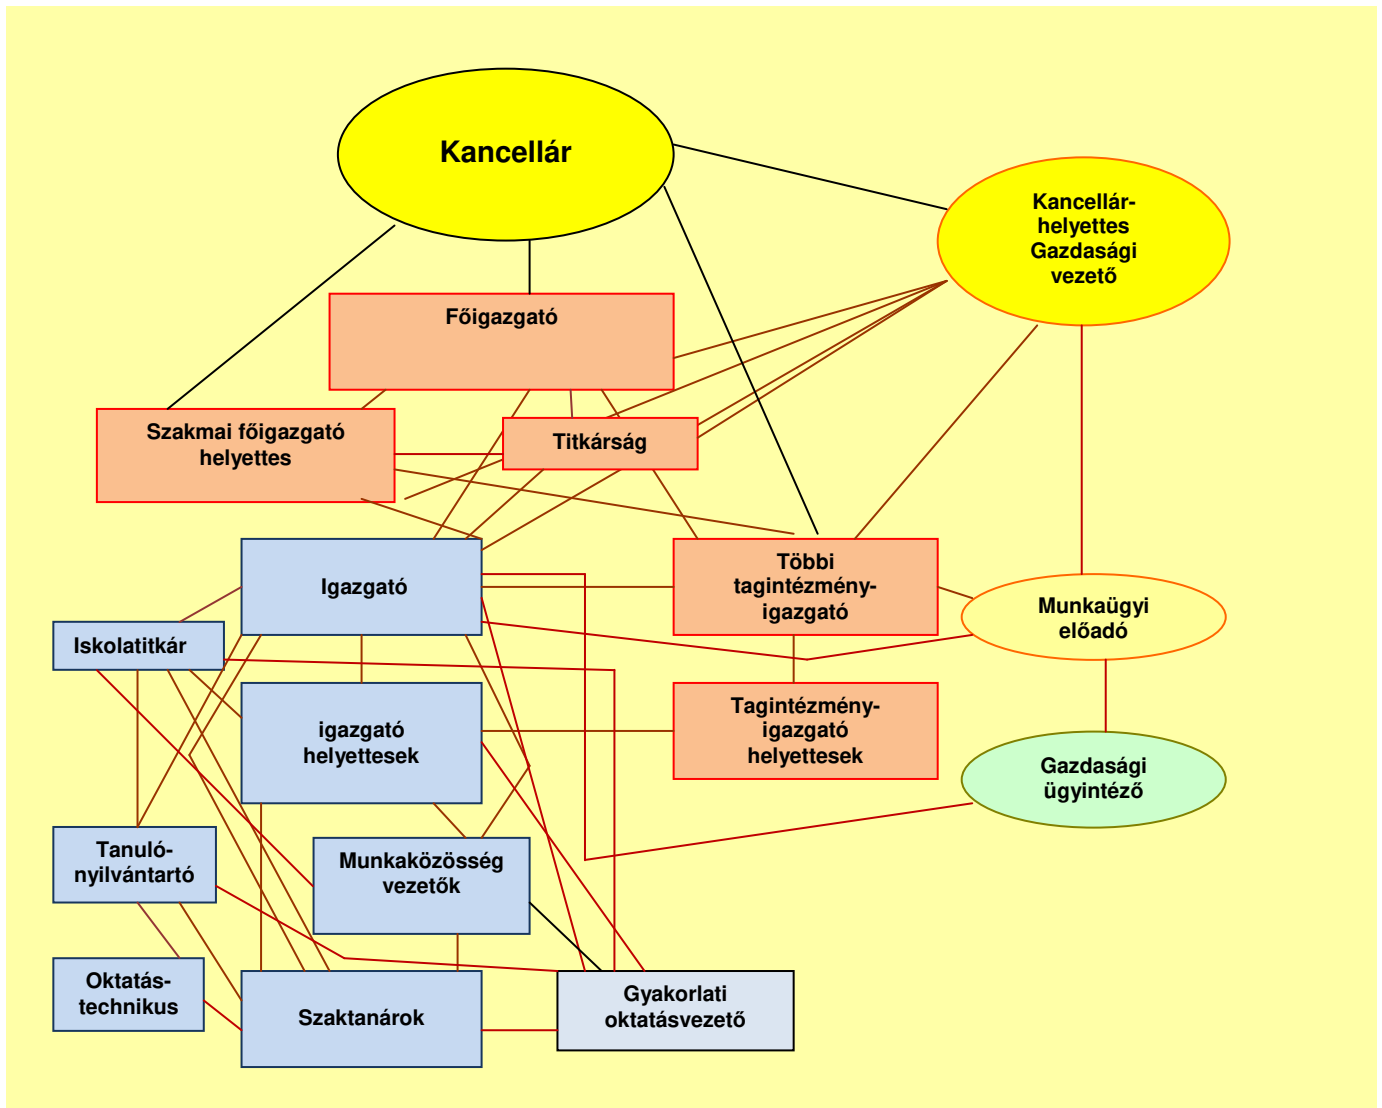 Kancellár
Kancellár-
helyettes
Gazdasági
vezető
Főigazgató
Szakmai főigazgató
helyettes
Titkárság
Igazgató
Többi
tagintézmény-
igazgató
Munkaügyi
előadó
Iskolatitkár
igazgató
helyettesek
Tagintézmény-
igazgató
helyettesek
Gazdasági
ügyintéző
Tanuló-
nyilvántartó
Munkaközösség
vezetők
Oktatás-
technikus
Szaktanárok
Gyakorlati
oktatásvezető